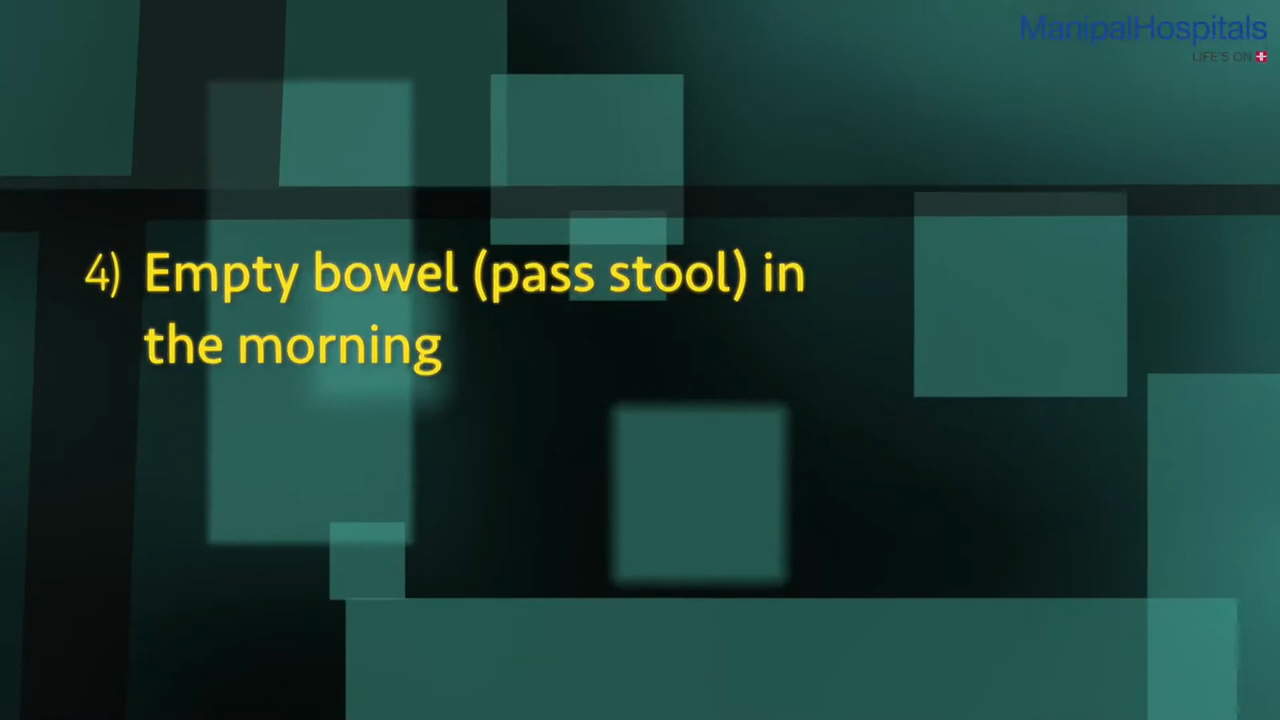 ManipalHospitals
LIFE'S ON
4) Empty bowel (pass stool) in
the morning